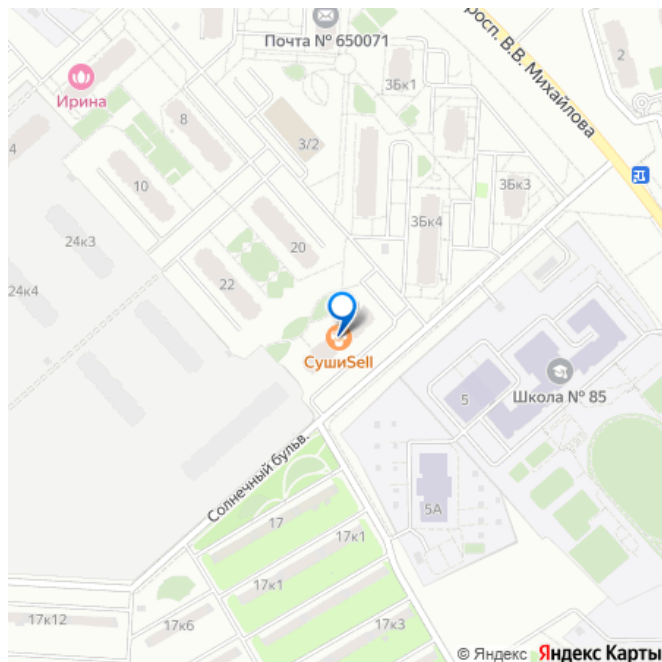 Почта № 650071
просп. В.В. Михайлова
2
Ирина
3Бк1
8
3/2
4
10
3Бк3
24к3
20
3Бк4
22
24к4
СушиSell
5
Школа № 85
Солнечный бульв.
17
5А
17к1
17к1
17к12
17к6
17к3
© Яндекс Яндекс Карты